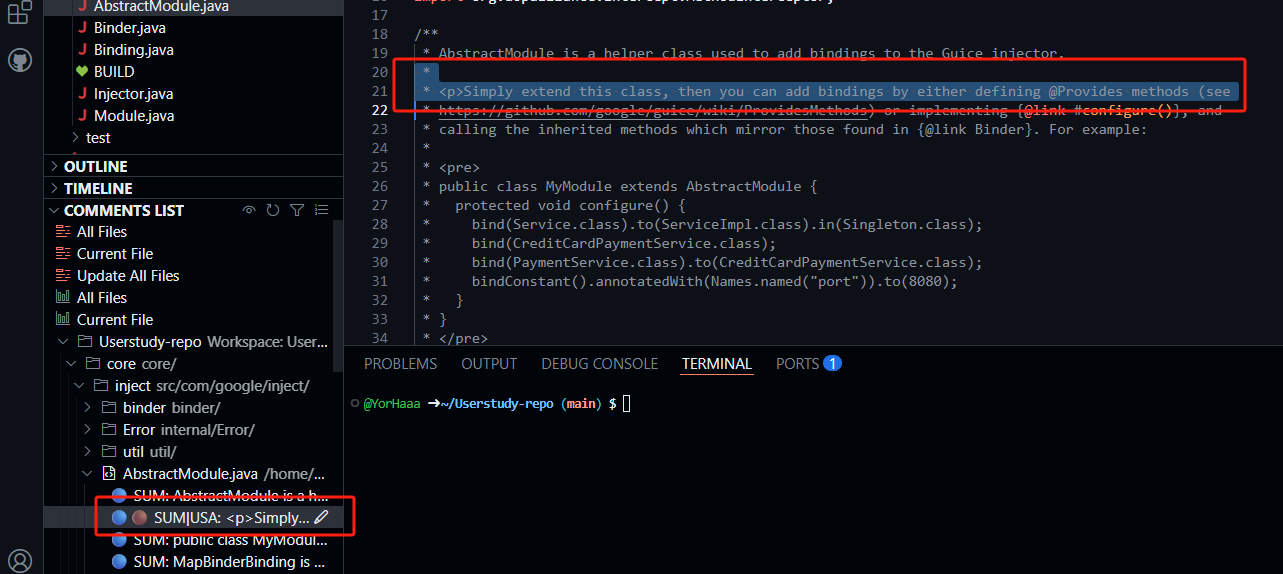 AbstractModule.java
Binder.java
Binding.java
BUILD
Injector.java
Module.java
test
OUTLINE
TIMELINE
COMMENTS LIST
All Files
Current File
Update All Files
All Files
Current File
Userstudy-repo Workspace: User...
core core/
inject src/com/google/inject/
binder binder/
Error internal/Error/
util util/
AbstractModule.java /home/...
SUM: AbstractModule is a h...
SUM|USA: <p>Simply...
SUM: public class MyModul...
SUM: MapBinderBinding is ...
17
18 /**
19 * AbstractModule is a helper class used to add bindings to the Guice injector.
20 *
21 * <p>Simply extend this class, then you can add bindings by either defining @Provides methods (see
22 * https://github.com/google/guice/wiki/ProvidesMethods) or implementing {@link #configure()}, and
23 * calling the inherited methods which mirror those found in {@link Binder}. For example:
24 *
25 * <pre>
26 * public class MyModule extends AbstractModule {
27 *   protected void configure() {
28 *     bind(Service.class).to(ServiceImpl.class).in(Singleton.class);
29 *     bind(CreditCardPaymentService.class);
30 *     bind(PaymentService.class).to(CreditCardPaymentService.class);
31 *     bindConstant().annotatedWith(Names.named("port")).to(8080);
32 *   }
33 * }
34 * </pre>
PROBLEMS OUTPUT DEBUG CONSOLE TERMINAL PORTS 1
@YorHaaa ➜~/Userstudy-repo (main) $